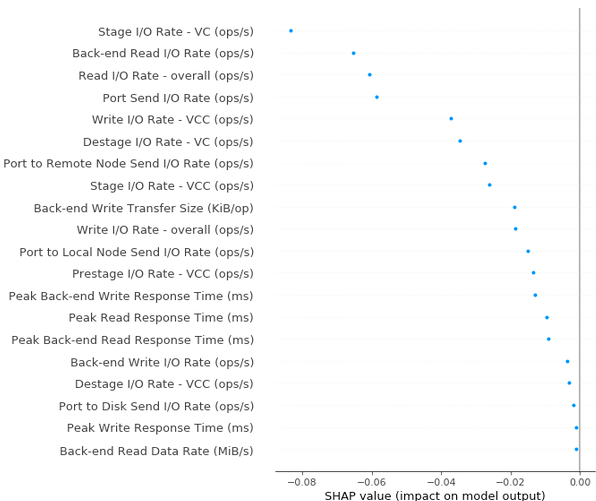 Stage I/O Rate - VC (ops/s)
Back-end Read I/O Rate (ops/s)
Read I/O Rate - overall (ops/s)
Port Send I/O Rate (ops/s)
Write I/O Rate - VCC (ops/s)
Destage I/O Rate - VC (ops/s)
Port to Remote Node Send I/O Rate (ops/s)
Stage I/O Rate - VCC (ops/s)
Back-end Write Transfer Size (KiB/op)
Write I/O Rate - overall (ops/s)
Port to Local Node Send I/O Rate (ops/s)
Prestage I/O Rate - VCC (ops/s)
Peak Back-end Write Response Time (ms)
Peak Read Response Time (ms)
Peak Back-end Read Response Time (ms)
Back-end Write I/O Rate (ops/s)
Destage I/O Rate - VCC (ops/s)
Port to Disk Send I/O Rate (ops/s)
Peak Write Response Time (ms)
Back-end Read Data Rate (MiB/s)
−0.08 −0.06 −0.04 −0.02 0.00
SHAP value (impact on model output)